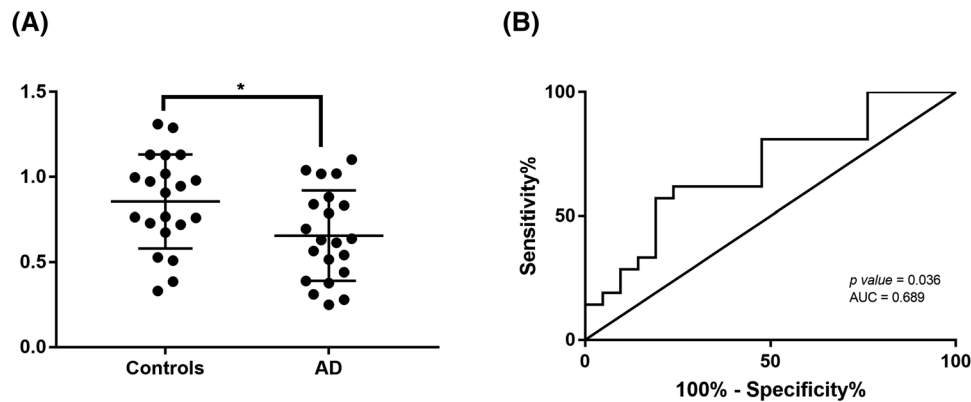 (A)
(B)
*
1.5
1.0
0.5
0.0
Controls
AD
Sensitivity%
100
50
0
p value = 0.036
AUC = 0.689
0
50
100
100% - Specificity%